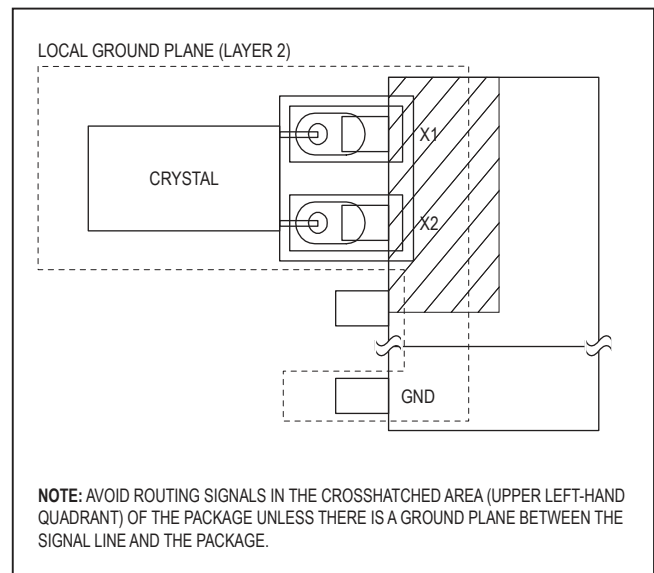 LOCAL GROUND PLANE (LAYER 2)
X1
CRYSTAL
X2
GND
NOTE: AVOID ROUTING SIGNALS IN THE CROSSHATCHED AREA (UPPER LEFT-HAND
QUADRANT) OF THE PACKAGE UNLESS THERE IS A GROUND PLANE BETWEEN THE
SIGNAL LINE AND THE PACKAGE.